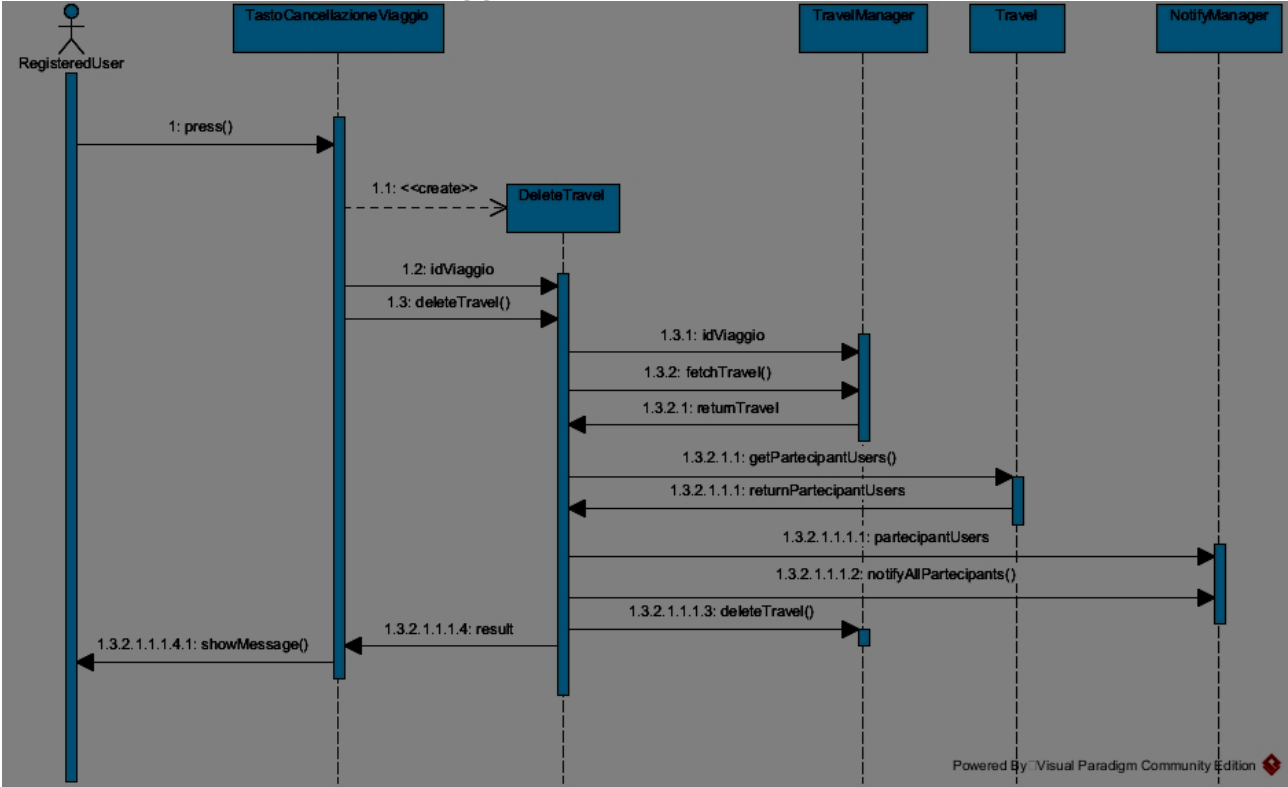 TastoCancellazioneViaggio
TravelManager
Travel
NotifyManager
RegisteredUser
1: press()
1.1: <<create>>
DeleteTravel
1.2: idViaggio
1.3: deleteTravel()
1.3.1: idViaggio
1.3.2: fetchTravel()
1.3.2.1: returnTravel
1.3.2.1.1: getPartecipantUsers()
1.3.2.1.1.1: returnPartecipantUsers
1.3.2.1.1.1.1: partecipantUsers
1.3.2.1.1.1.2: notifyAllPartecipants()
1.3.2.1.1.1.3: deleteTravel()
1.3.2.1.1.1.4: result
1.3.2.1.1.1.4.1: showMessage()
Powered By Visual Paradigm Community Edition